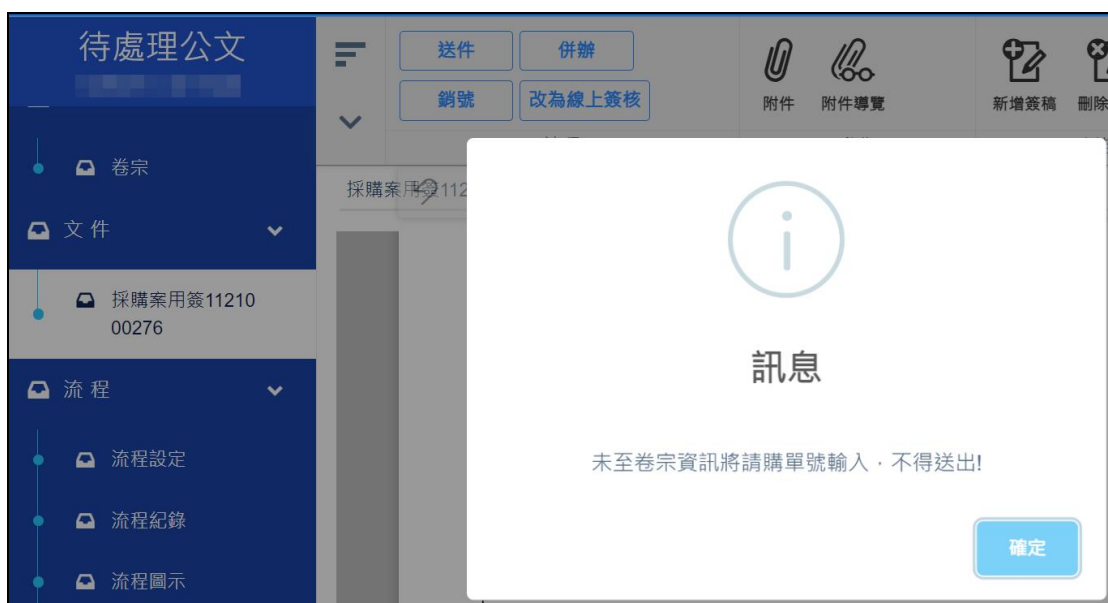 待處理公文
卷宗
文件
採購案用簽11210
00276
流程
流程設定
流程紀錄
流程圖示
送件
併辦
銷號
改為線上簽核
附件
附件導覽
新增簽稿
刪除
採購案用簽112
訊息
未至卷宗資訊將請購單號輸入，不得送出!
確定